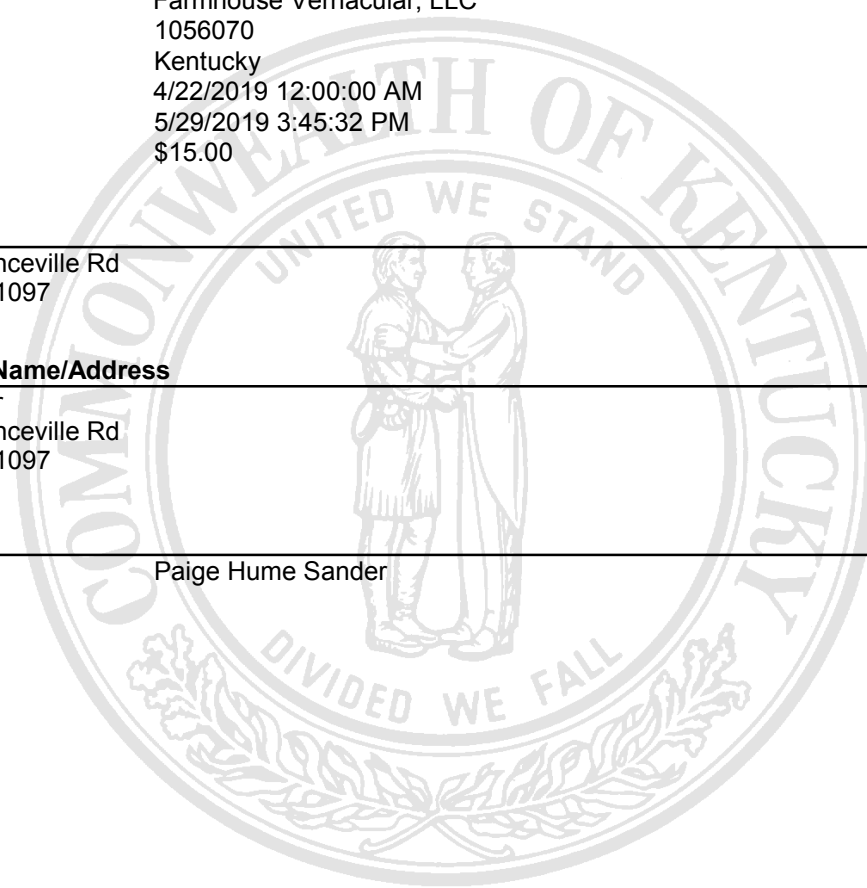 Farmhouse Vernacular, LLC
1056070
Kentucky
4/22/2019 12:00:00 AM
5/29/2019 3:45:32 PM
$15.00
nceville Rd
1097
Name/Address
nceville Rd
1097
Paige Hume Sander
COMMONWEALTH OF KENTUCKY
UNITED WE STAND
DIVIDED WE FALL